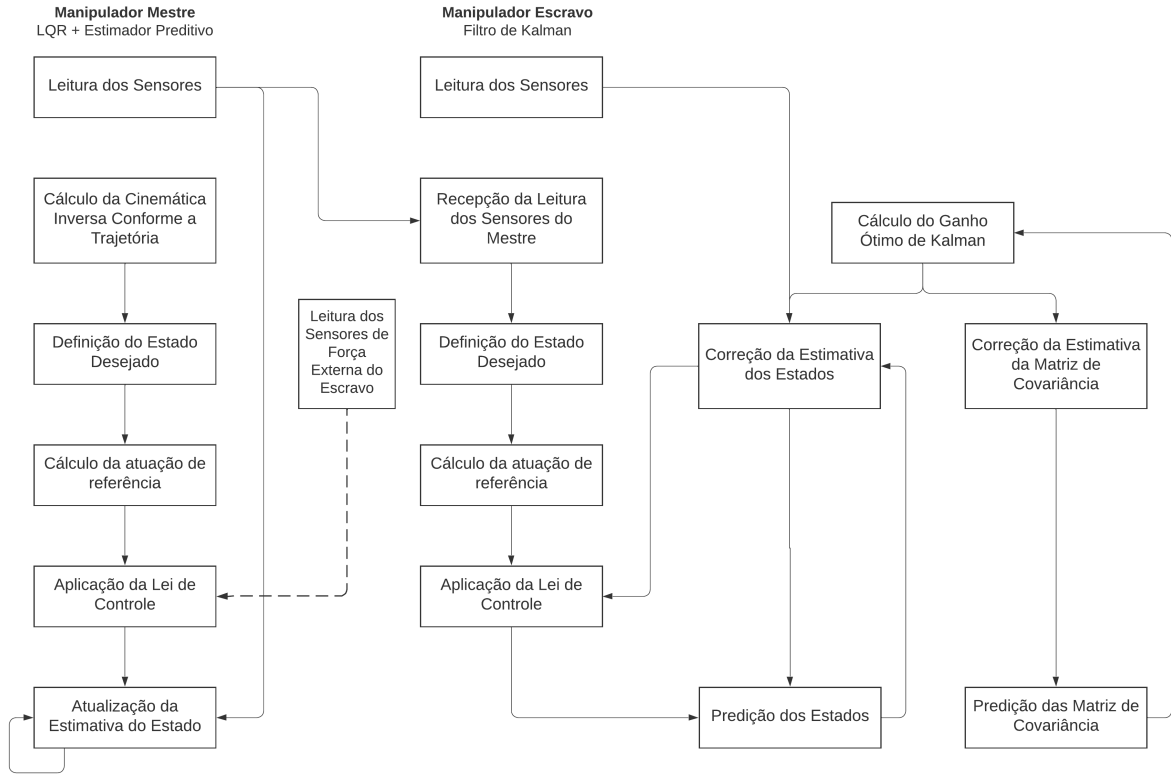 Manipulador Mestre
LQR + Estimador Preditivo
Leitura dos Sensores
Cálculo da Cinemática
Inversa Conforme a
Trajetória
Definição do Estado
Desejado
Cálculo da atuação de
referência
Aplicação da Lei de
Controle
Atualização da
Estimativa do Estado
Leitura dos
Sensores de
Força
Externa do
Escravo
Manipulador Escravo
Filtro de Kalman
Leitura dos Sensores
Recepção da Leitura
dos Sensores do
Mestre
Definição do Estado
Desejado
Cálculo da atuação de
referência
Aplicação da Lei de
Controle
Correção da Estimativa
dos Estados
Predição dos Estados
Cálculo do Ganho
Ótimo de Kalman
Correção da Estimativa
da Matriz de
Covariância
Predição das Matriz de
Covariância